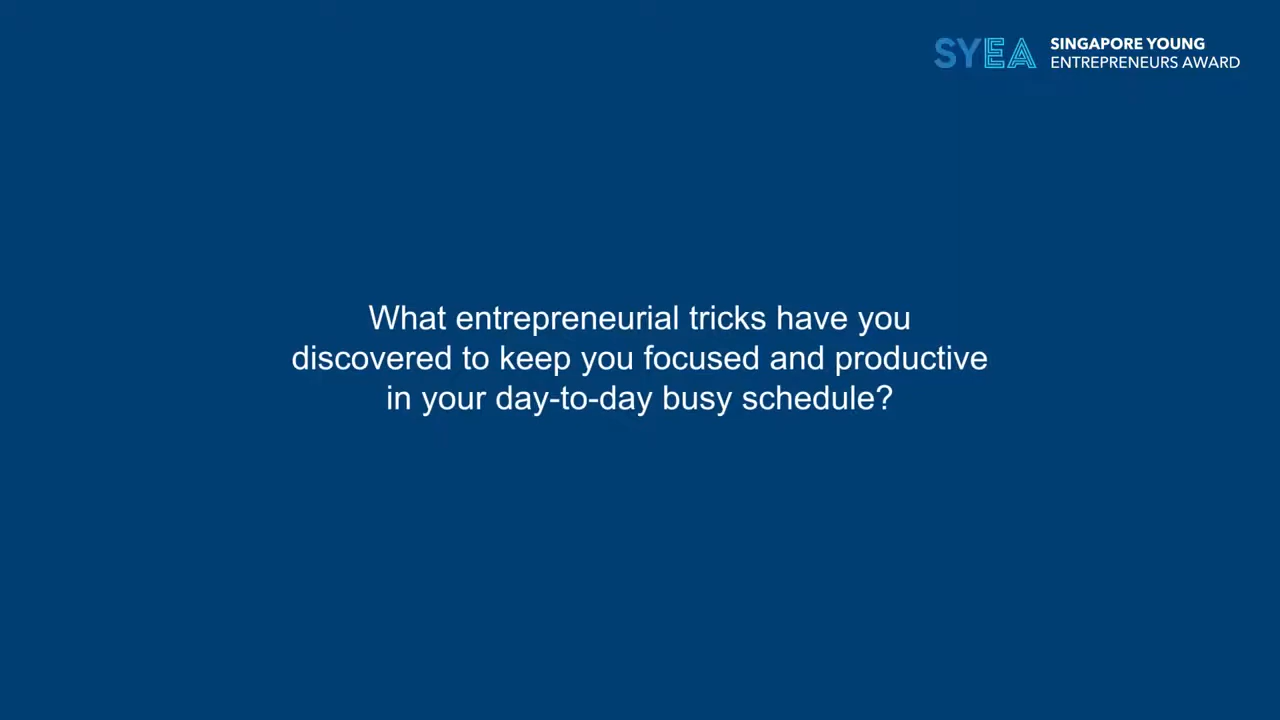 SYEA
SINGAPORE YOUNG
ENTREPRENEURS AWARD
What entrepreneurial tricks have you
discovered to keep you focused and productive
in your day-to-day busy schedule?